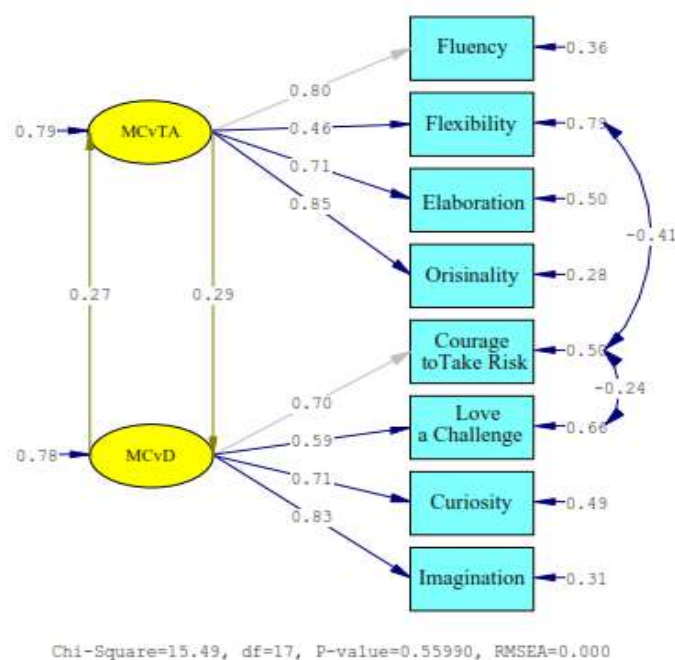 Fluency
0.36
0.80
0.79
MCvTA
Flexibility
0.79
0.46
0.71
Elaboration
0.50
0.85
-0.41
Orisinality
0.28
0.27
0.29
Courage
toTake Risk
0.50
-0.24
0.70
Love
a Challenge
0.66
0.78
MCvD
0.59
0.71
Curiosity
0.49
0.83
Imagination
0.31
Chi-Square=15.49, df=17, P-value=0.55990, RMSEA=0.000